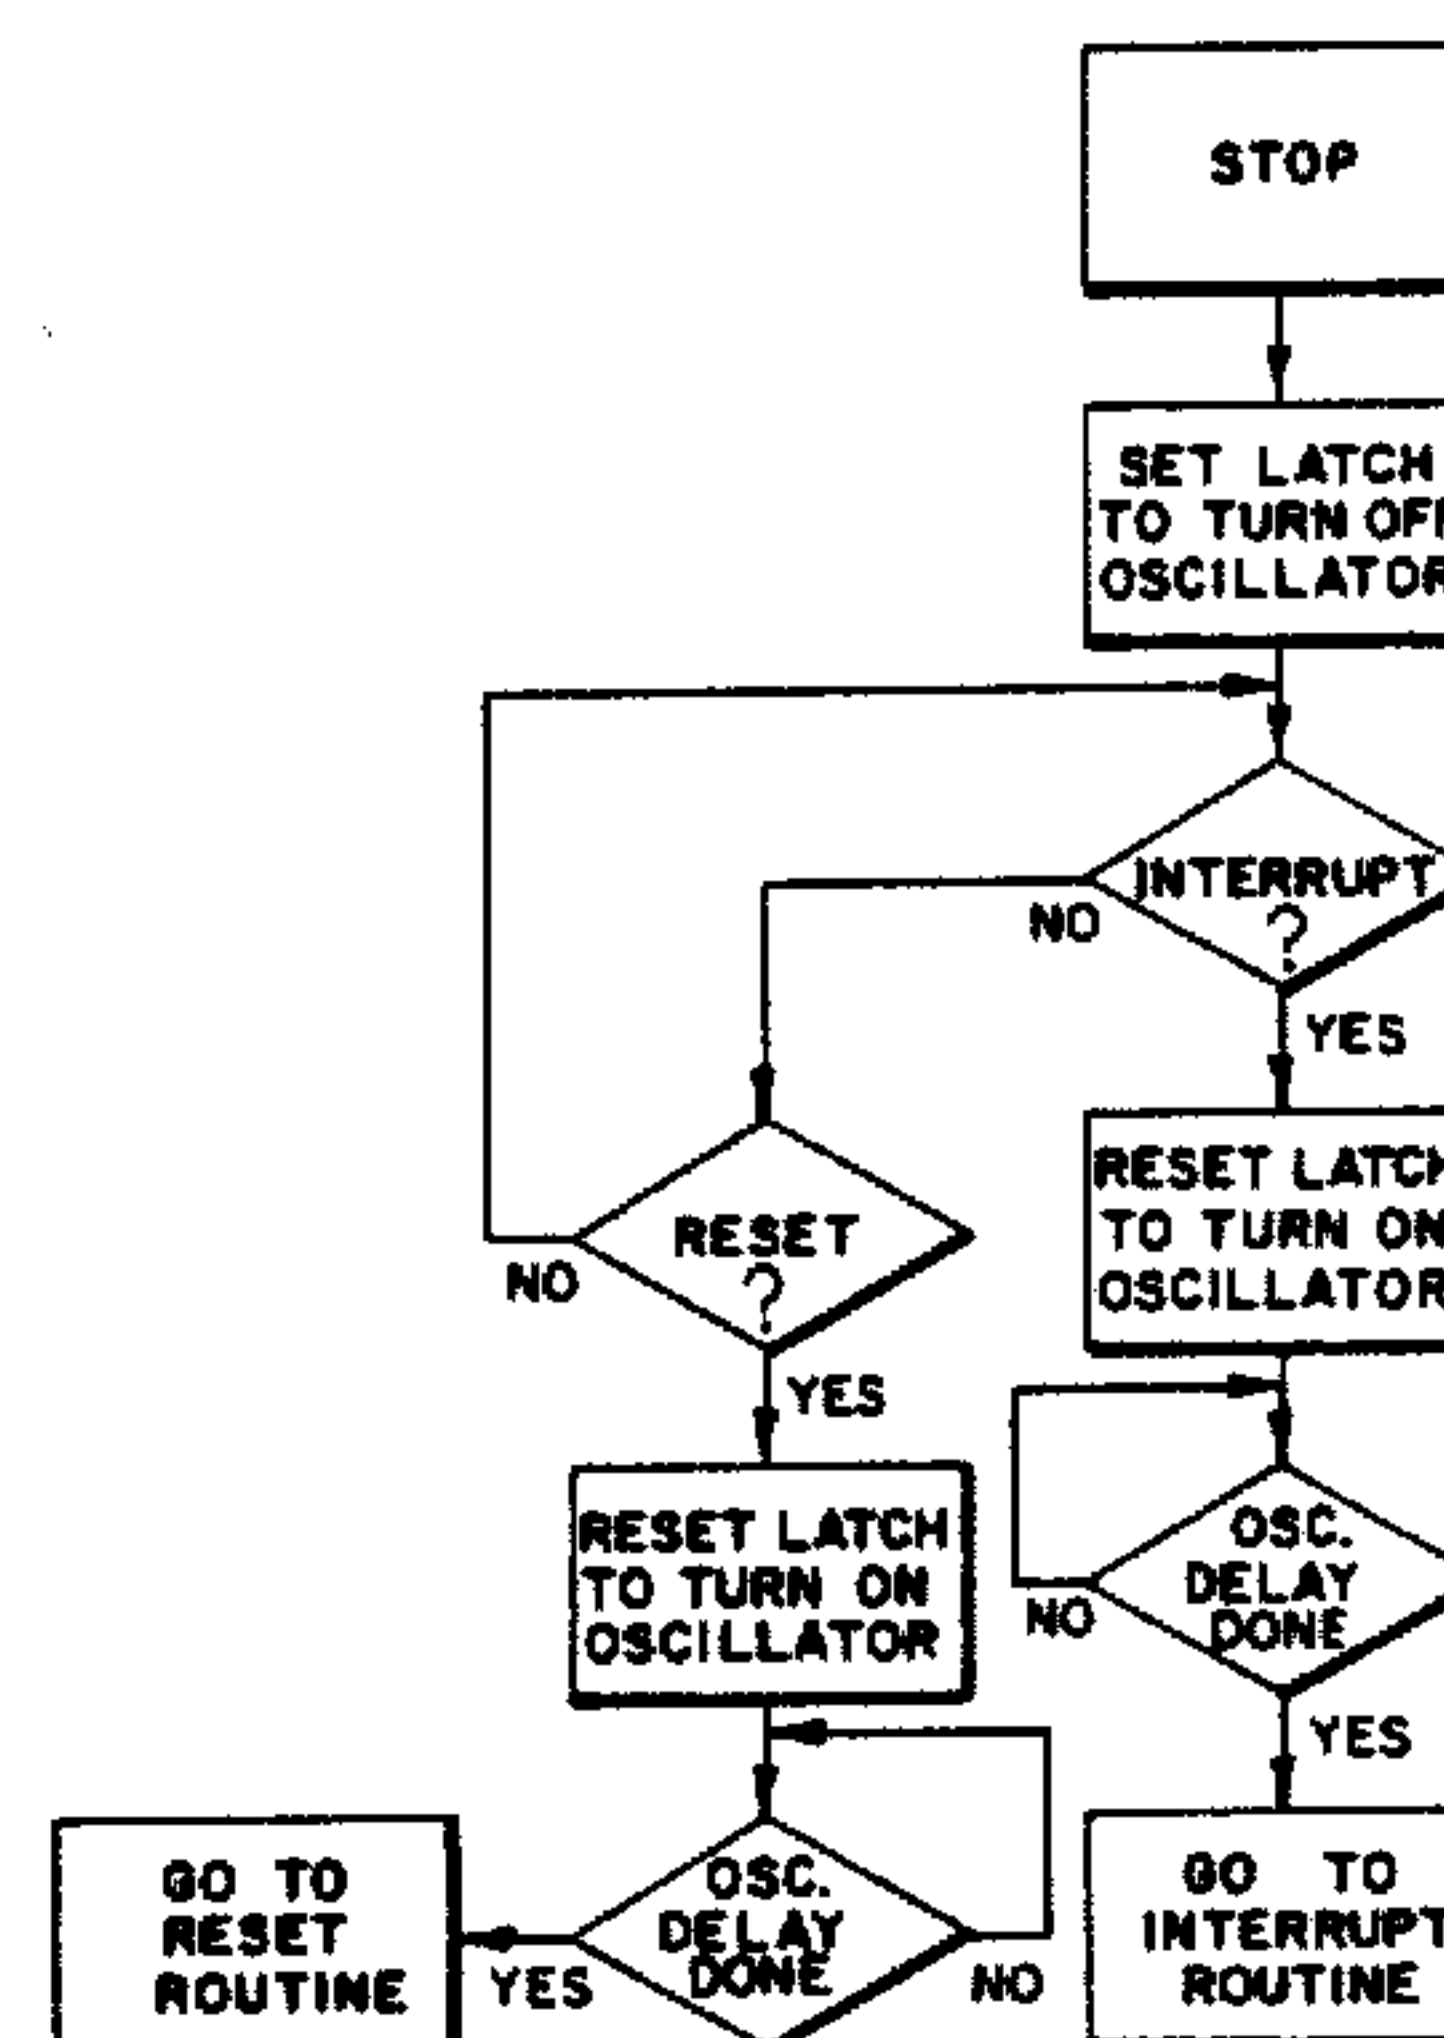 STOP
SET LATCH
TO TURN OFF
OSCILLATOR
INTERRUPT
?
NO
YES
RESET LATCH
TO TURN ON
OSCILLATOR
RESET
?
NO
YES
RESET LATCH
TO TURN ON
OSCILLATOR
OSC.
DELAY
DONE
NO
YES
GO TO
INTERRUPT
ROUTINE
OSC.
DELAY
DONE
NO
YES
GO TO
RESET
ROUTINE